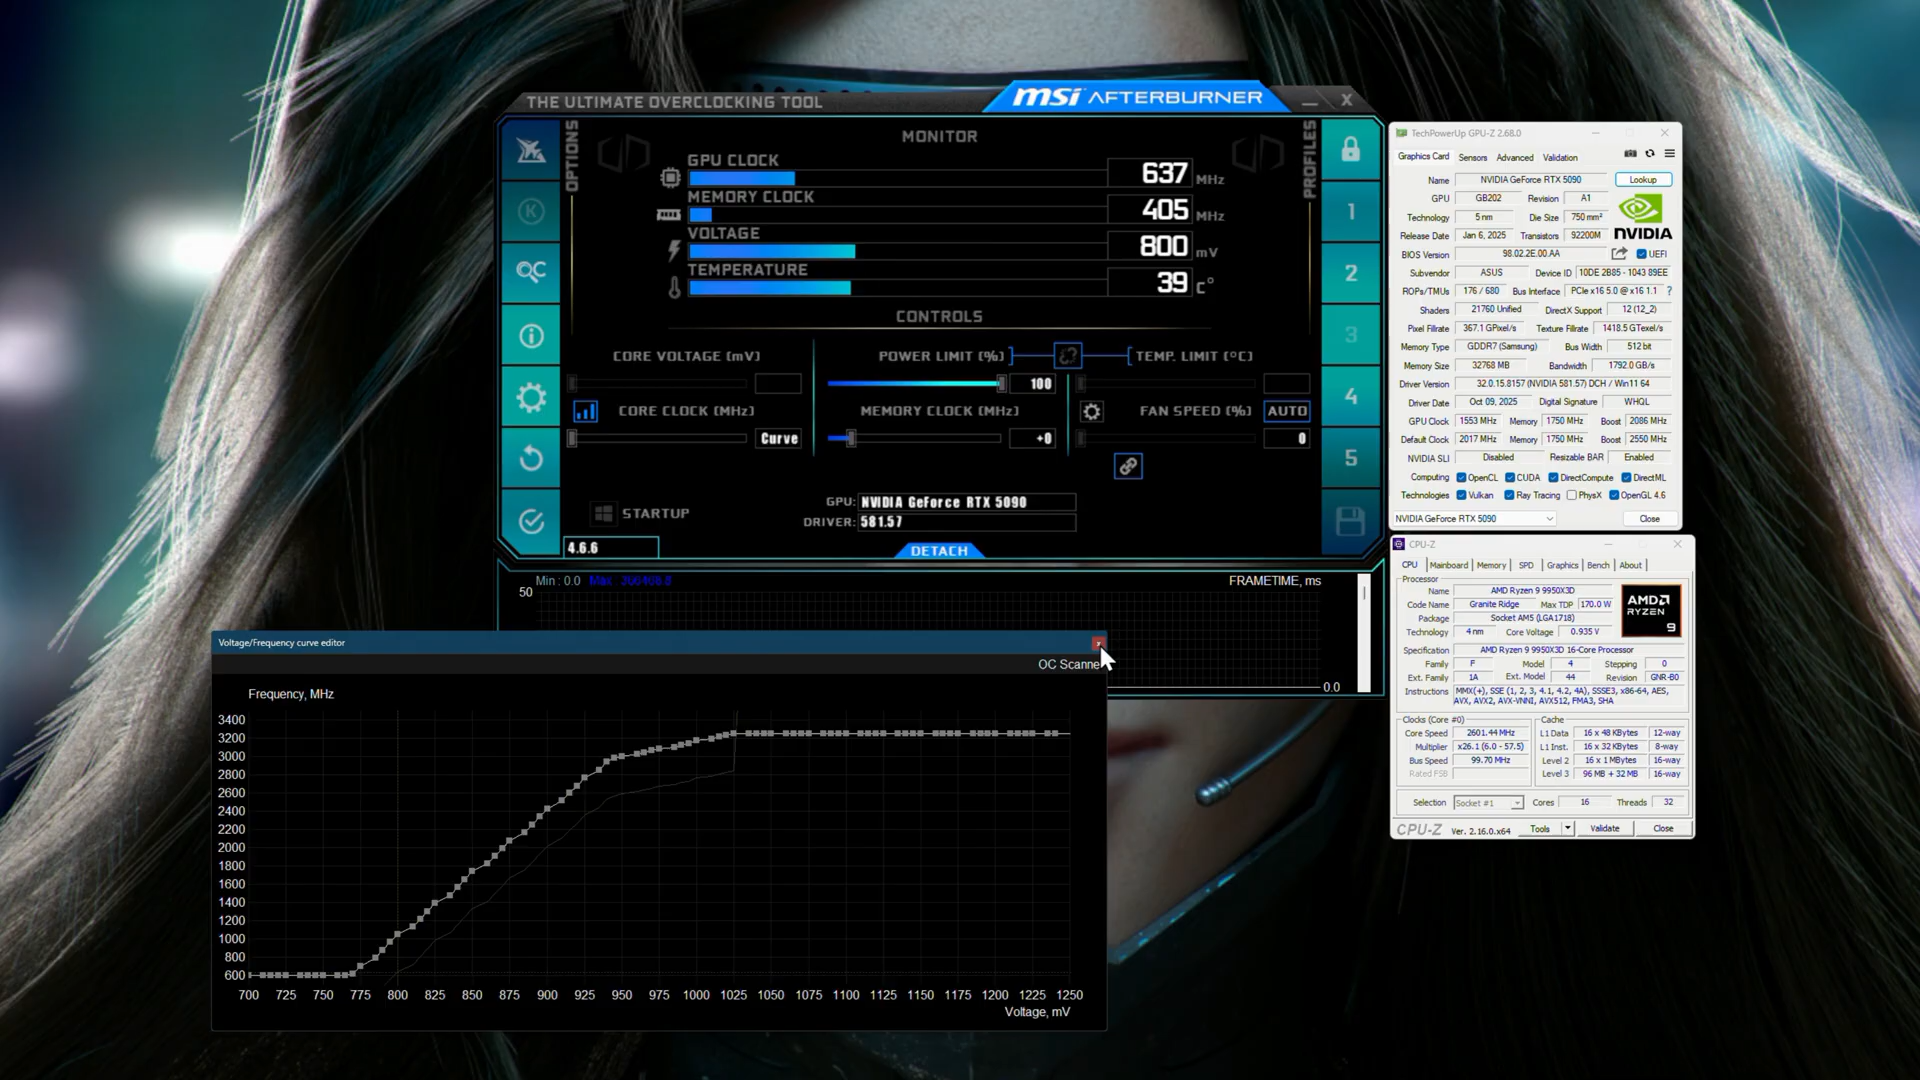 THE ULTIMATE OVERCLOCKING TOOL
msi AFTERBURNER
OPTIONS
PROFILES
MONITOR
GPU CLOCK
637 MHz
MEMORY CLOCK
405 MHz
VOLTAGE
800 mV
TEMPERATURE
39 C°
CONTROLS
CORE VOLTAGE (mV)
POWER LIMIT (%)
TEMP. LIMIT (°C)
100
CORE CLOCK (MHz)
MEMORY CLOCK (MHz)
FAN SPEED (%)
AUTO
Curve
+0
0
K
OC
1
2
3
4
5
STARTUP
GPU: NVIDIA GeForce RTX 5090
DRIVER: 581.57
4.6.6
DETACH
Min : 0.0
FRAMETIME, ms
50
0.0
Voltage/Frequency curve editor
x
OC Scanne
Frequency, MHz
3400
3200
3000
2800
2600
2400
2200
2000
1800
1600
1400
1200
1000
800
600
700 725 750 775 800 825 850 875 900 925 950 975 1000 1025 1050 1075 1100 1125 1150 1175 1200 1225 1250
Voltage, mV
TechPowerUp GPU-Z 2.68.0
Graphics Card Sensors Advanced Validation
Name NVIDIA GeForce RTX 5090 Lookup
GPU GB202 Revision A1
Technology 5 nm Die Size 750 mm²
Release Date Jan 6, 2025 Transistors 92200M
NVIDIA
BIOS Version 98.02.2E.00.AA UEFI
Subvendor ASUS Device ID 10DE 2B85 - 1043 89EE
ROPs/TMUs 176 / 680 Bus Interface PCIe x16 5.0 @ x16 1.1 ?
Shaders 21760 Unified DirectX Support 12 (12_2)
Pixel Fillrate 367.1 GPixel/s Texture Fillrate 1418.5 GTexel/s
Memory Type GDDR7 (Samsung) Bus Width 512 bit
Memory Size 32768 MB Bandwidth 1792.0 GB/s
Driver Version 32.0.15.8157 (NVIDIA 581.57) DCH / Win11 64
Driver Date Oct 09, 2025 Digital Signature WHQL
GPU Clock 1553 MHz Memory 1750 MHz Boost 2086 MHz
Default Clock 2017 MHz Memory 1750 MHz Boost 2550 MHz
NVIDIA SLI Disabled Resizable BAR Enabled
Computing OpenCL CUDA DirectCompute DirectML
Technologies Vulkan Ray Tracing PhysX OpenGL 4.6
NVIDIA GeForce RTX 5090 Close
CPU-Z
CPU Mainboard Memory SPD Graphics Bench About
Processor
Name AMD Ryzen 9 9950X3D
Code Name Granite Ridge Max TDP 170.0 W
Package Socket AM5 (LGA1718)
Technology 4 nm Core Voltage 0.935 V
AMD
RYZEN
9
Specification AMD Ryzen 9 9950X3D 16-Core Processor
Family F Model 4 Stepping 0
Ext. Family 1A Ext. Model 44 Revision GNR-B0
Instructions MMX(+), SSE (1, 2, 3, 4.1, 4.2, 4A), SSSE3, x86-64, AES,
AVX, AVX2, AVX-VNNI, AVX512, FMA3, SHA
Clocks (Core #0) Cache
Core Speed 2601.44 MHz L1 Data 16 x 48 KBytes 12-way
Multiplier x26.1 (6.0 - 57.5) L1 Inst. 16 x 32 KBytes 8-way
Bus Speed 99.70 MHz Level 2 16 x 1 MBytes 16-way
Rated FSB Level 3 96 MB + 32 MB 16-way
Selection Socket #1 Cores 16 Threads 32
CPU-Z Ver. 2.16.0.x64 Tools Validate Close